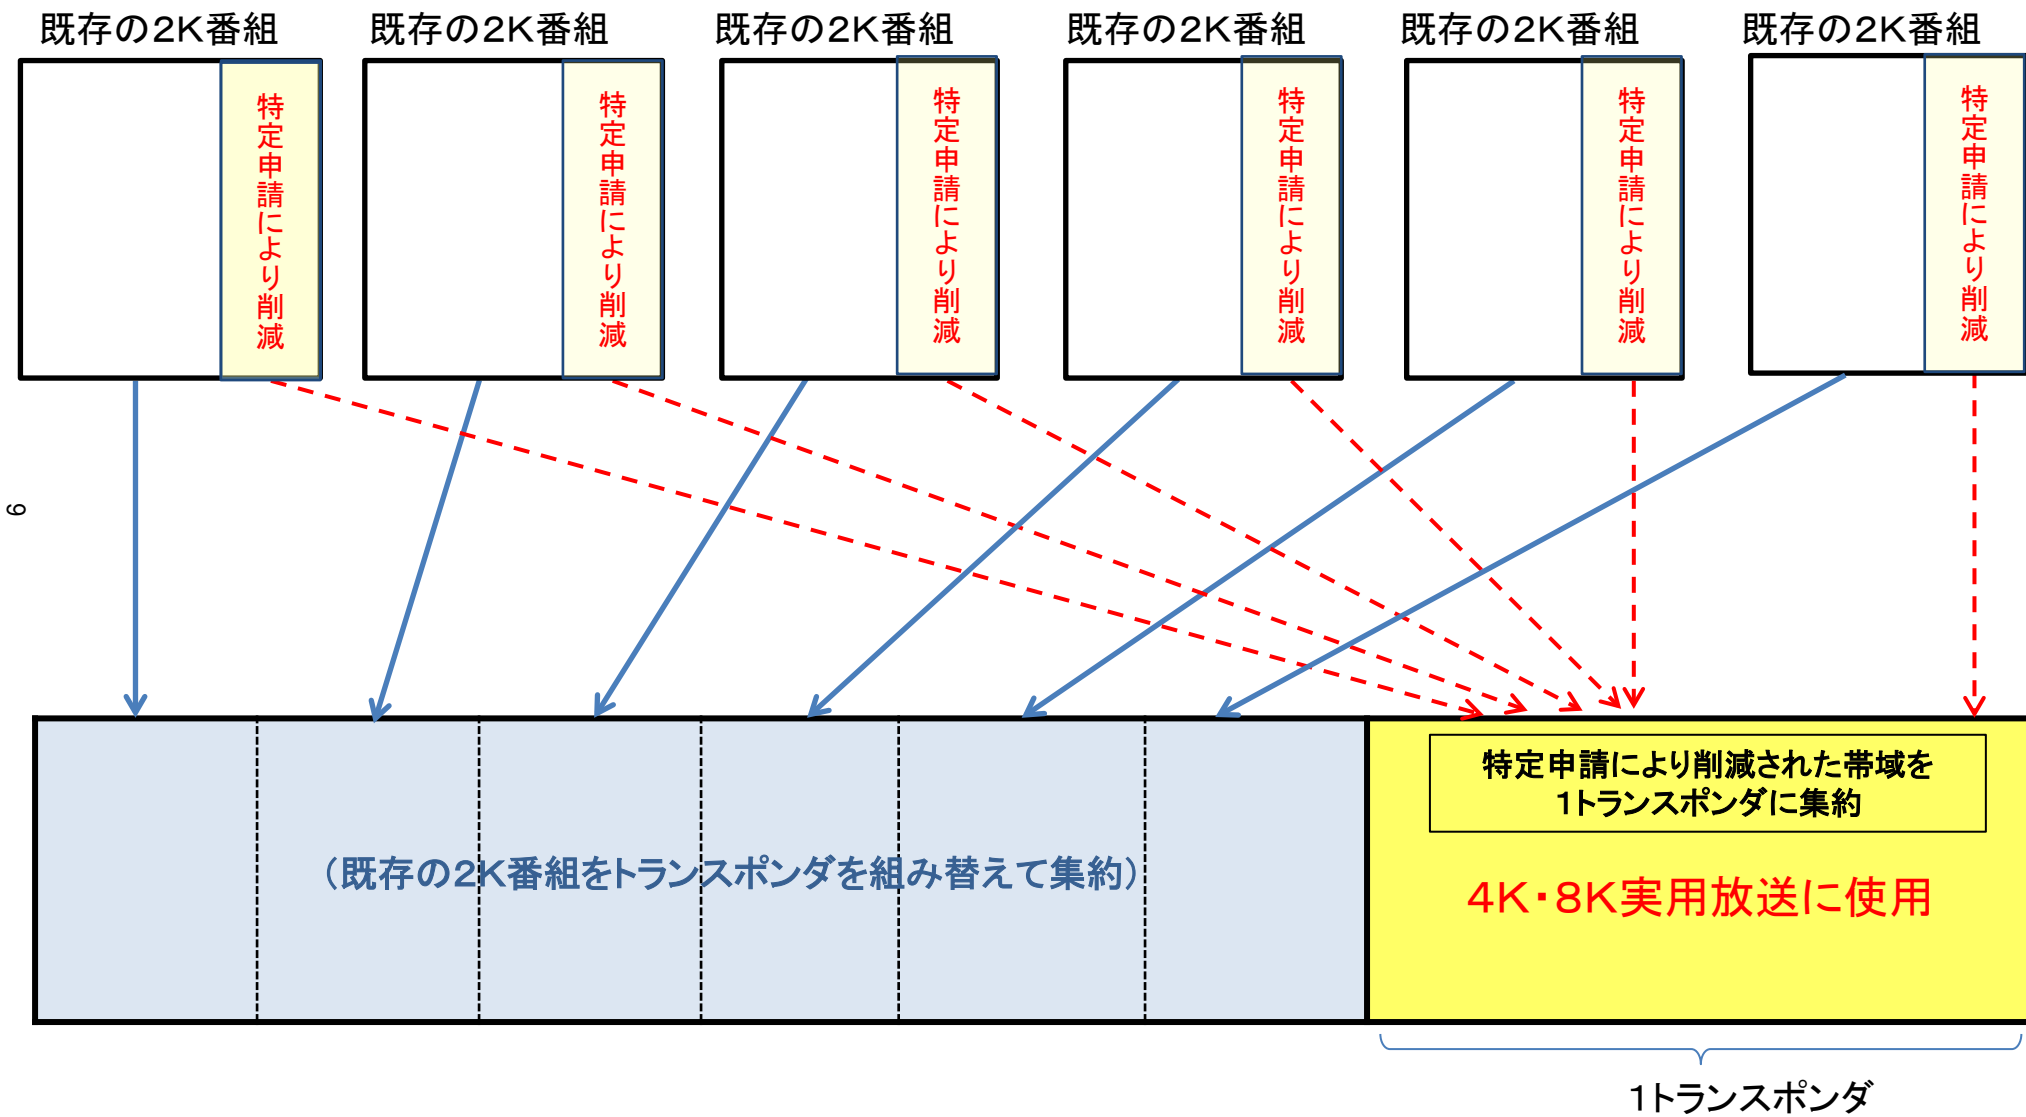 既存の2K番組
既存の2K番組
既存の2K番組
既存の2K番組
既存の2K番組
既存の2K番組
特定申請により削減
特定申請により削減
特定申請により削減
特定申請により削減
特定申請により削減
特定申請により削減
9
特定申請により削減された帯域を
1トランスポンダに集約
(既存の2K番組をトランスポンダを組み替えて集約)
4K・8K実用放送に使用
1トランスポンダ